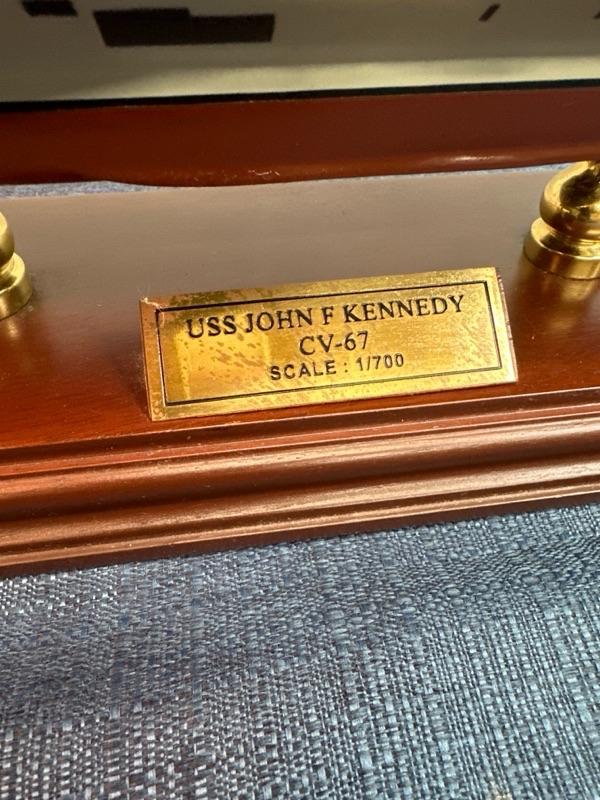 USS JOHN F KENNEDY
CV-67
SCALE : 1/700